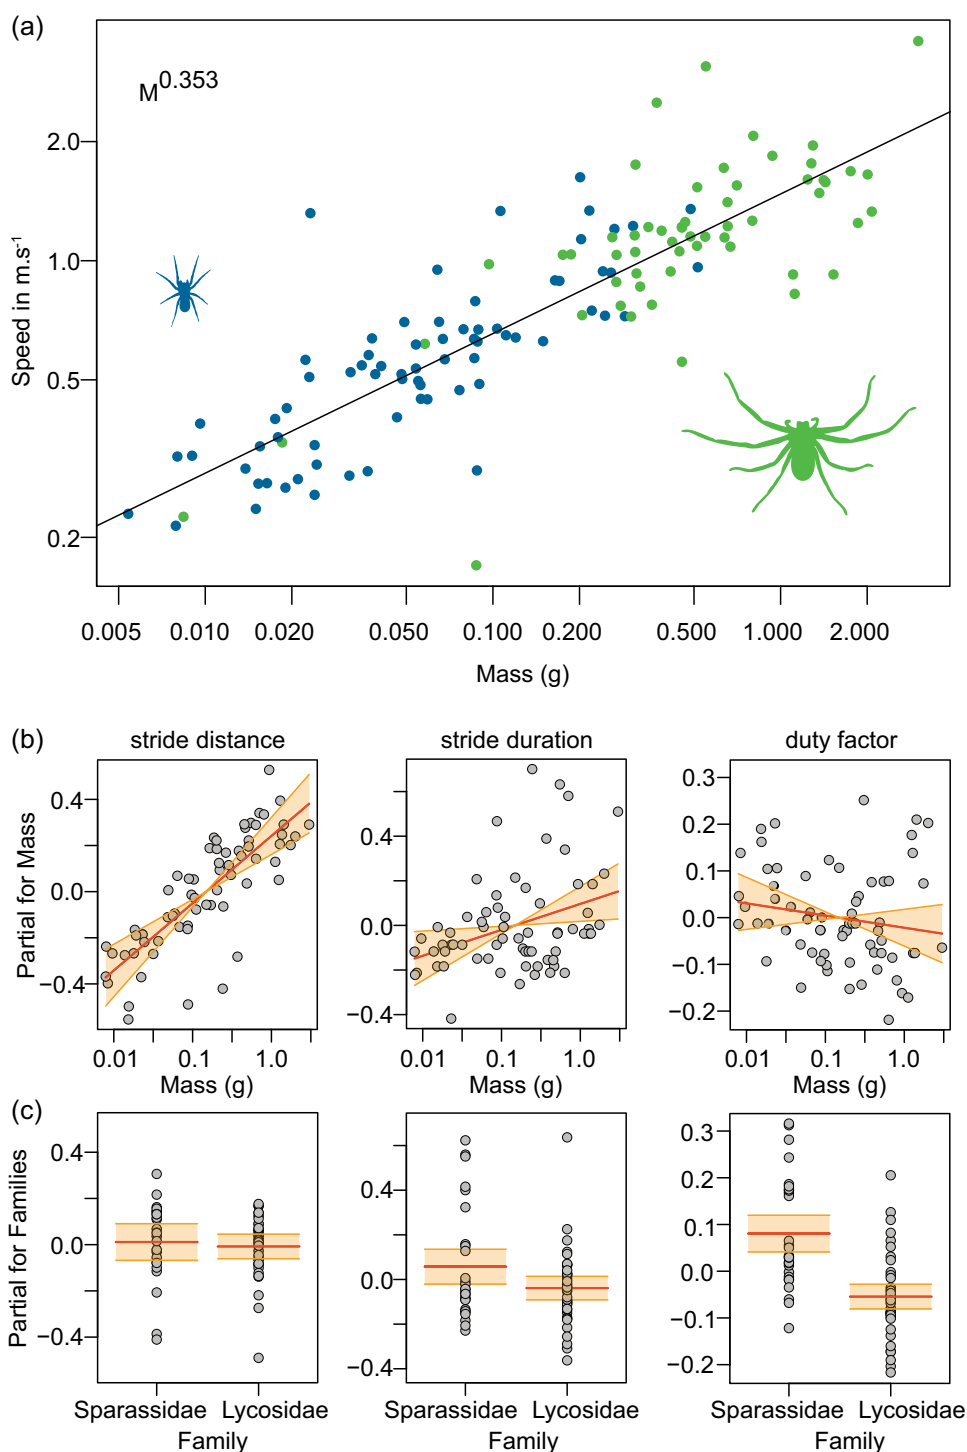 (a)
M^0.353
Speed in m.s⁻¹
2.0
1.0
0.5
0.2
0.005 0.010 0.020 0.050 0.100 0.200 0.500 1.000 2.000
Mass (g)
(b)
stride distance stride duration duty factor
Partial for Mass
0.4
0.0
−0.4
0.4
0.0
−0.4
0.3
0.2
0.1
0.0
−0.1
−0.2
0.01 0.1 1.0 0.01 0.1 1.0 0.01 0.1 1.0
Mass (g) Mass (g) Mass (g)
(c)
Partial for Families
0.4
0.0
−0.4
0.4
0.0
−0.4
0.3
0.2
0.1
0.0
−0.1
−0.2
Sparassidae Lycosidae Sparassidae Lycosidae Sparassidae Lycosidae
Family Family Family